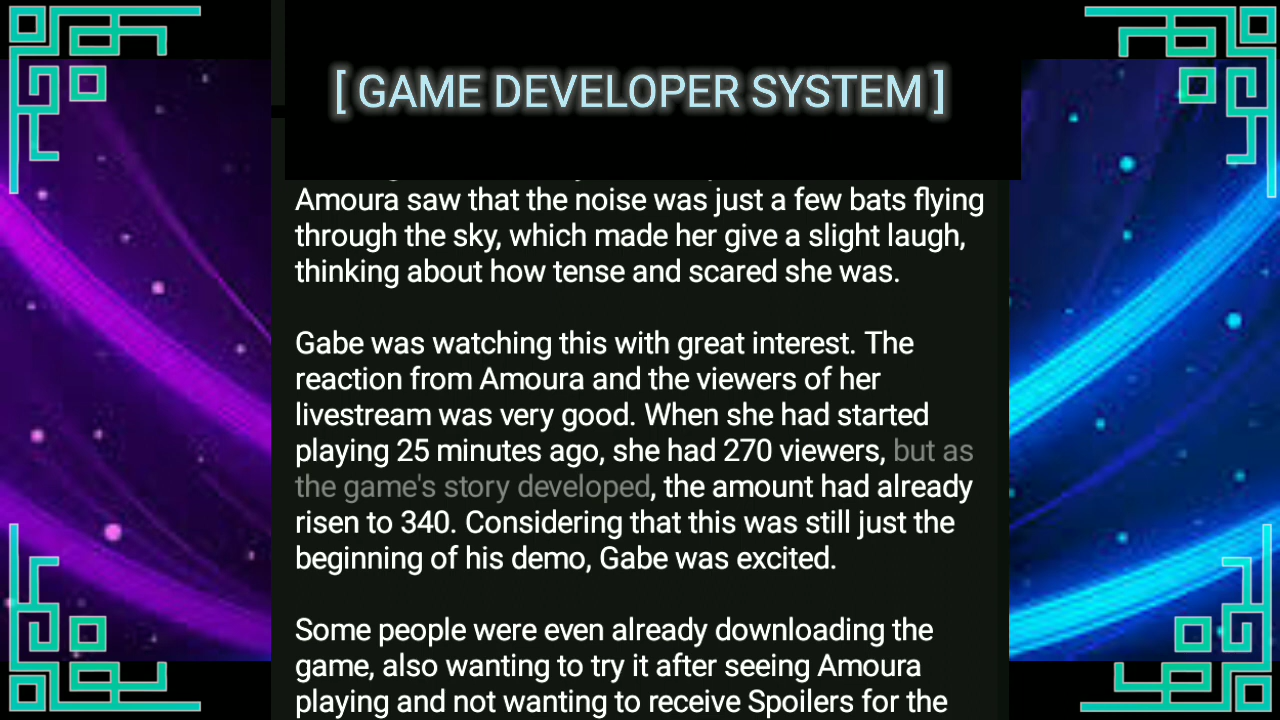 [ GAME DEVELOPER SYSTEM ]
Amoura saw that the noise was just a few bats flying
through the sky, which made her give a slight laugh,
thinking about how tense and scared she was.
Gabe was watching this with great interest. The
reaction from Amoura and the viewers of her
livestream was very good. When she had started
playing 25 minutes ago, she had 270 viewers, but as
the game's story developed, the amount had already
risen to 340. Considering that this was still just the
beginning of his demo, Gabe was excited.
Some people were even already downloading the
game, also wanting to try it after seeing Amoura
playing and not wanting to receive Spoilers for the